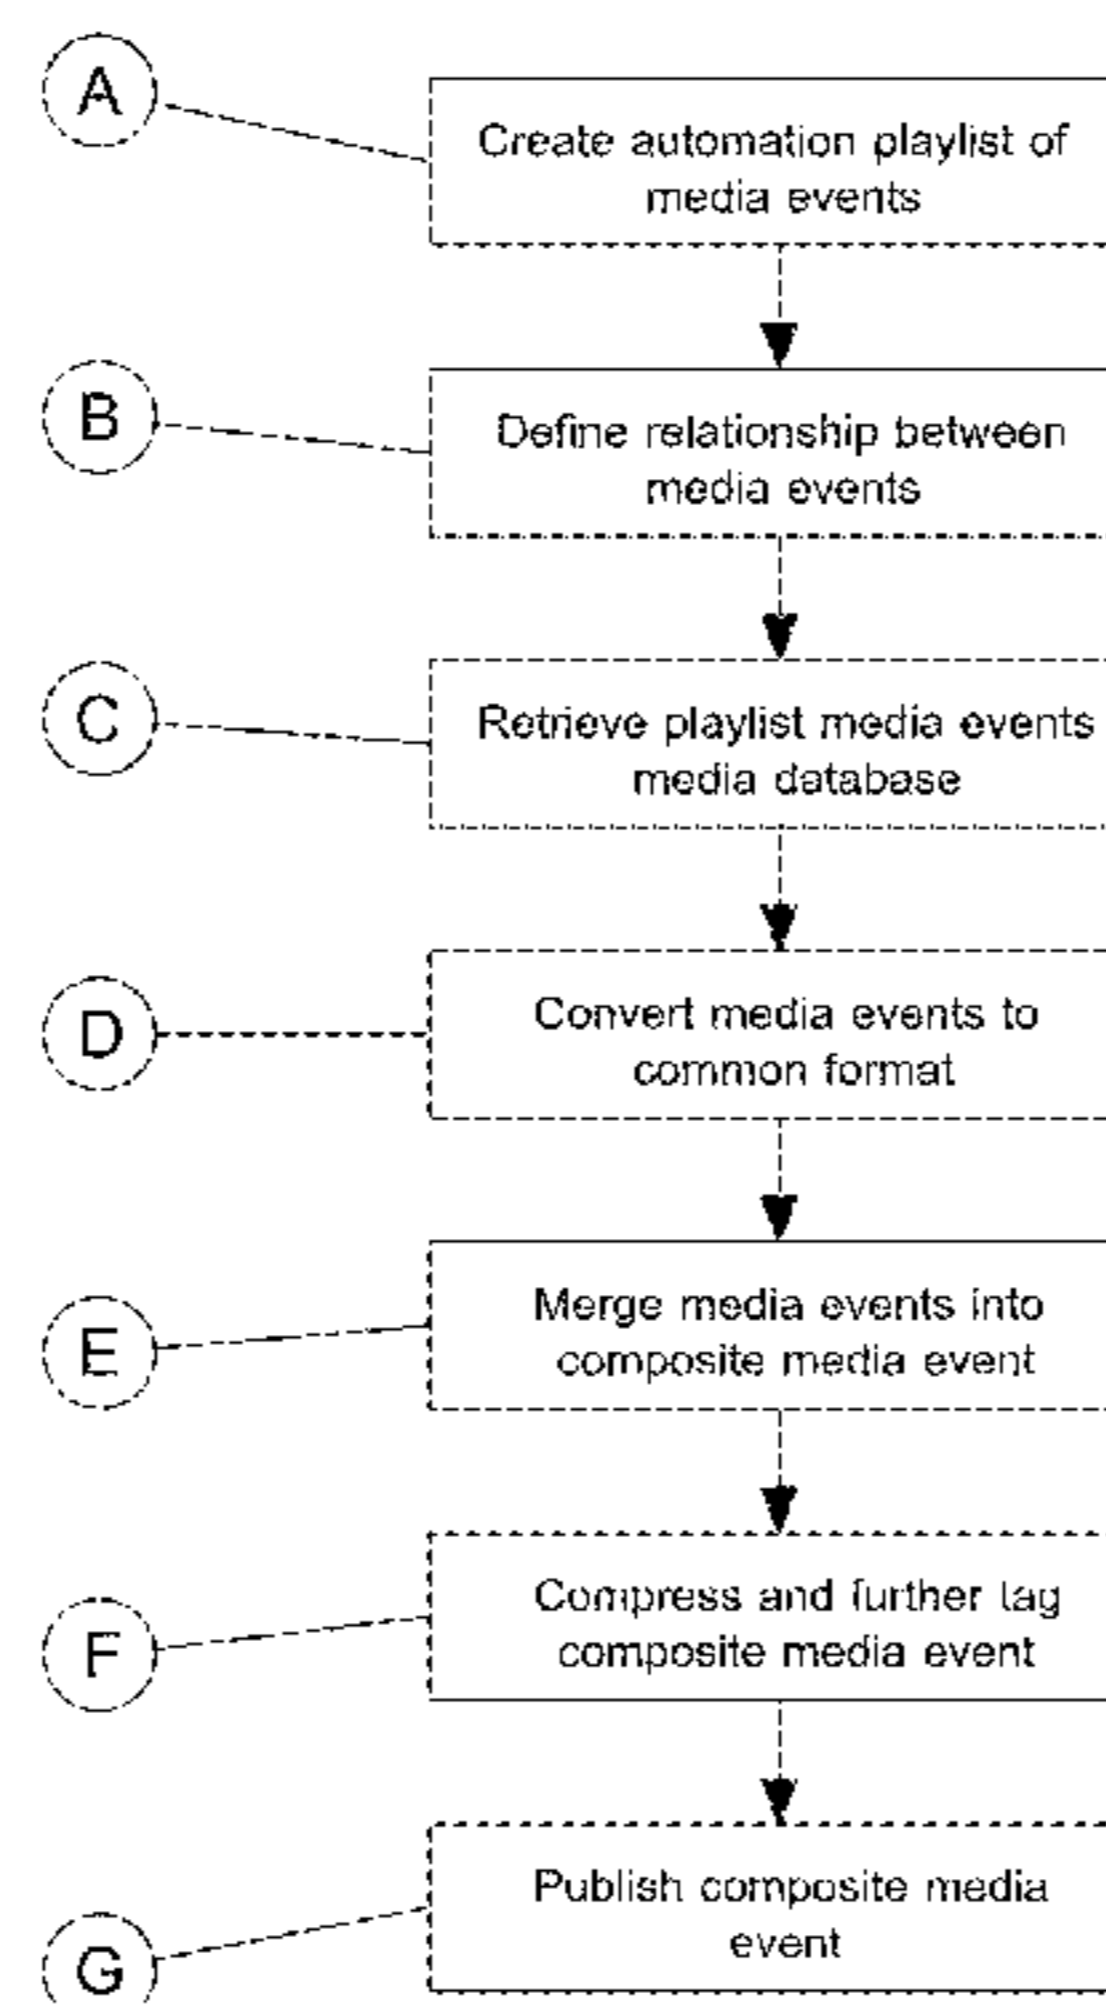 A
Create automation playlist of
media events
B
Define relationship between
media events
C
Retrieve playlist media events
media database
D
Convert media events to
common format
E
Merge media events into
composite media event
F
Compress and further tag
composite media event
G
Publish composite media
event